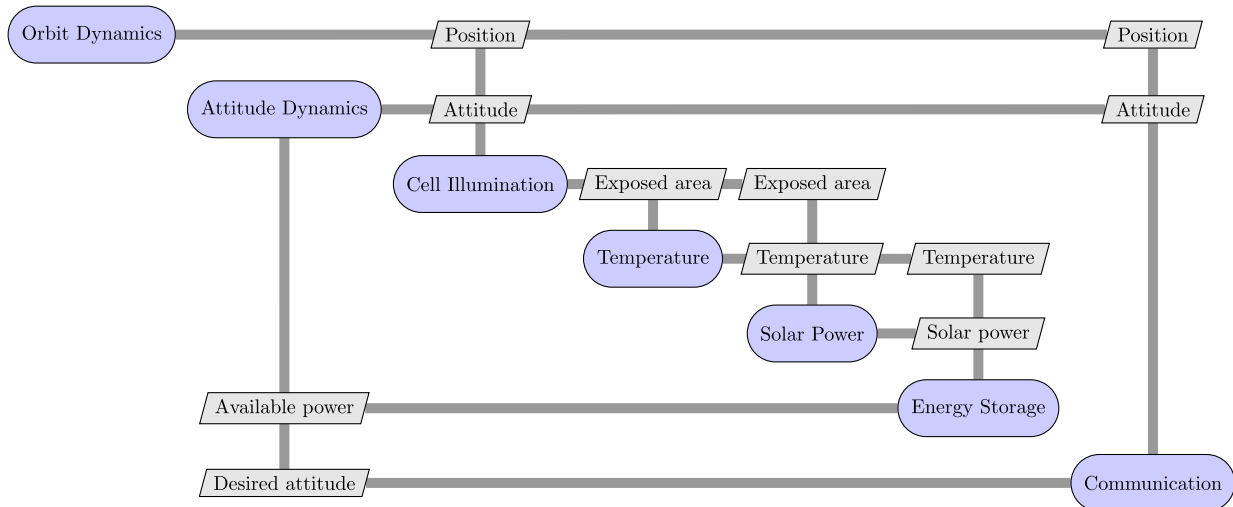 Orbit Dynamics
Position
Position
Attitude Dynamics
Attitude
Attitude
Cell Illumination
Exposed area
Exposed area
Temperature
Temperature
Temperature
Solar Power
Solar power
Available power
Energy Storage
Desired attitude
Communication